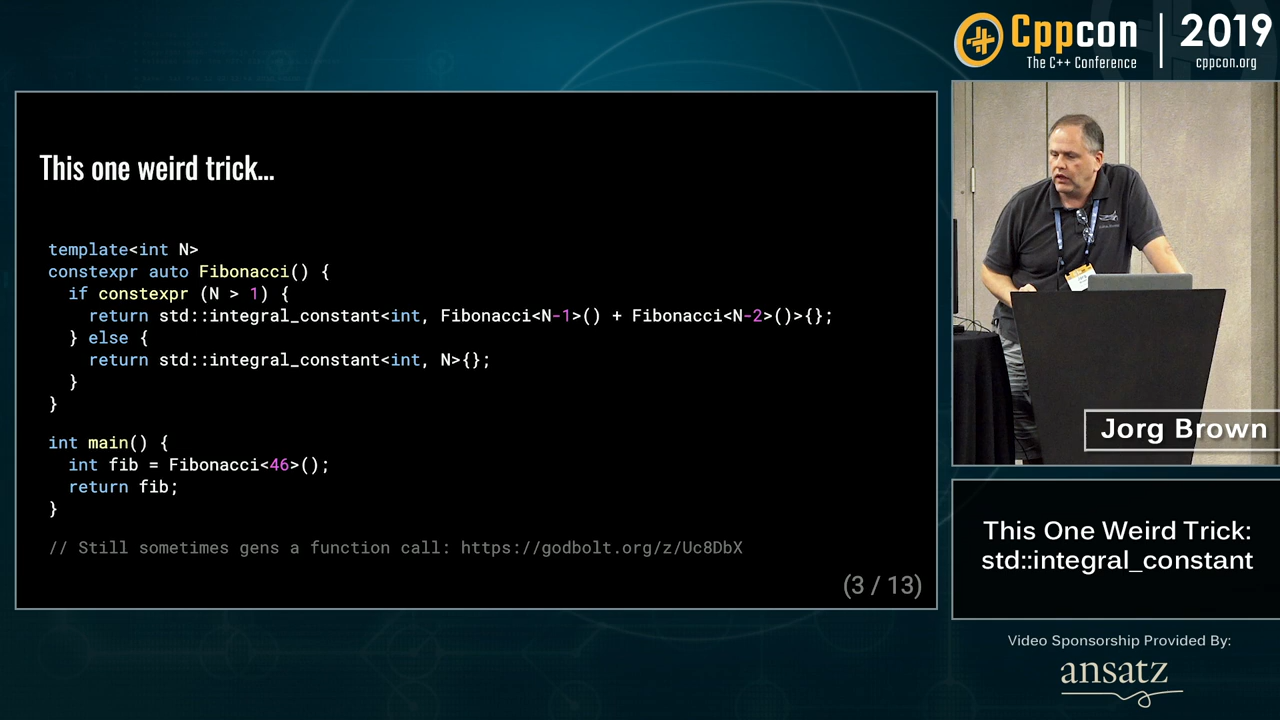 Cppcon
The C++ Conference
2019
cppcon.org
This one weird trick...
template<int N>
constexpr auto Fibonacci() {
  if constexpr (N > 1) {
    return std::integral_constant<int, Fibonacci<N-1>() + Fibonacci<N-2>()>{};
  } else {
    return std::integral_constant<int, N>{};
  }
}
int main() {
  int fib = Fibonacci<46>();
  return fib;
}
// Still sometimes gens a function call: https://godbolt.org/z/Uc8DbX
(3 / 13)
Jorg Brown
This One Weird Trick:
std::integral_constant
Video Sponsorship Provided By:
ansatz